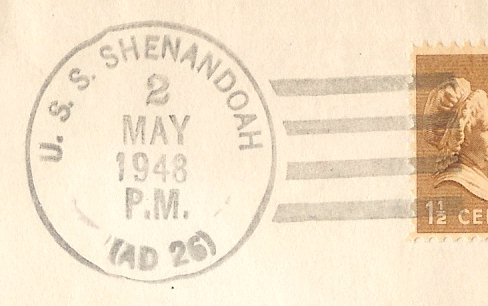 U. S. S. SHENANDOAH
2
MAY
1948
P.M.
(AD 26)
1½ CE